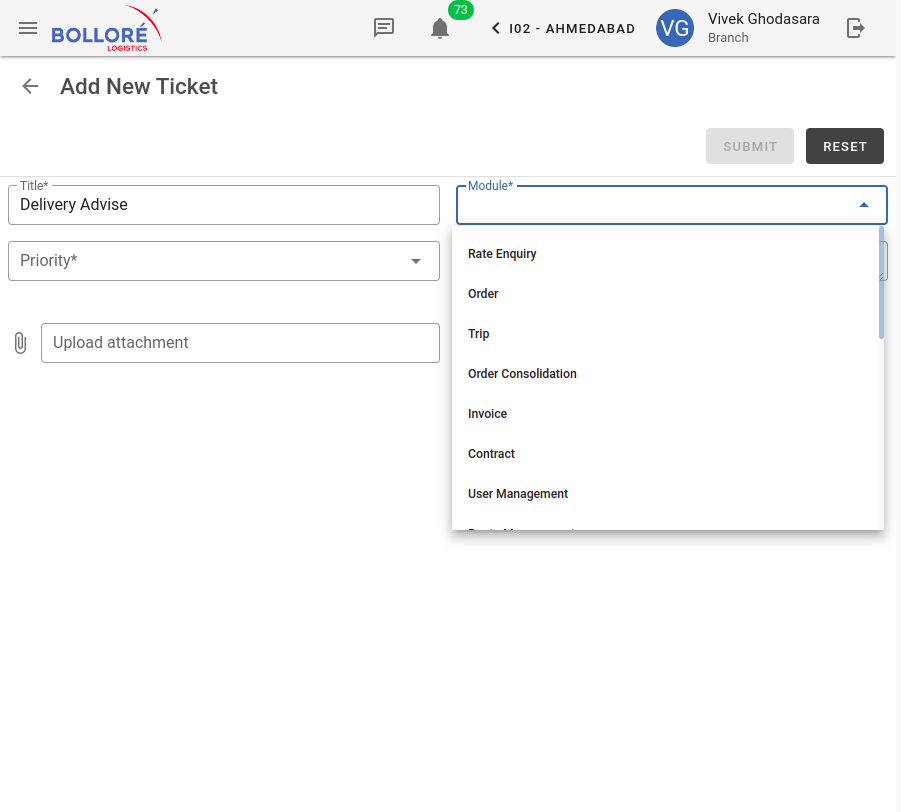 BOLLORÉ
LOGISTICS
73
I02 - AHMEDABAD
VG
Vivek Ghodasara
Branch
Add New Ticket
SUBMIT
RESET
Title*
Delivery Advise
Module*
Priority*
Upload attachment
Rate Enquiry
Order
Trip
Order Consolidation
Invoice
Contract
User Management